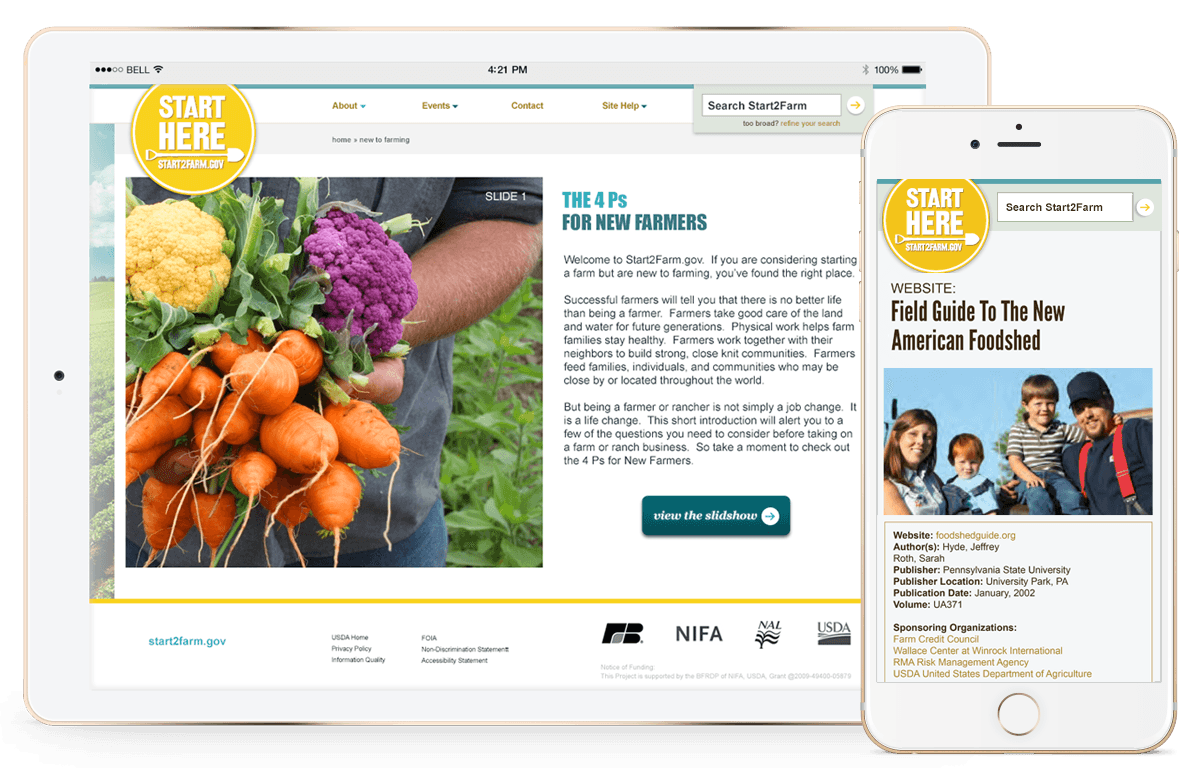 BELL
4:21 PM
100%
START
HERE
START2FARM.GOV
About
Events
Contact
Site Help
Search Start2Farm
too broad? refine your search
home » new to farming
SLIDE 1
THE 4 Ps
FOR NEW FARMERS
Welcome to Start2Farm.gov. If you are considering starting
a farm but are new to farming, you've found the right place.
Successful farmers will tell you that there is no better life
than being a farmer. Farmers take good care of the land
and water for future generations. Physical work helps farm
families stay healthy. Farmers work together with their
neighbors to build strong, close knit communities. Farmers
feed families, individuals, and communities who may be
close by or located throughout the world.
But being a farmer or rancher is not simply a job change. It
is a life change. This short introduction will alert you to a
few of the questions you need to consider before taking on
a farm or ranch business. So take a moment to check out
the 4 Ps for New Farmers.
view the slidshow
start2farm.gov
USDA Home
Privacy Policy
Information Quality
FOIA
Non-Discrimination Statement
Accessibility Statement
FB
NIFA
NAL
USDA
Notice of Funding
This Project is supported by the BFRDP of NIFA, USDA, Grant @2009-49400-05879
START
HERE
START2FARM.GOV
Search Start2Farm
WEBSITE:
Field Guide To The New
American Foodshed
Website: foodshedguide.org
Author(s): Hyde, Jeffrey
Roth, Sarah
Publisher: Pennsylvania State University
Publisher Location: University Park, PA
Publication Date: January, 2002
Volume: UA371
Sponsoring Organizations:
Farm Credit Council
Wallace Center at Winrock International
RMA Risk Management Agency
USDA United States Department of Agriculture